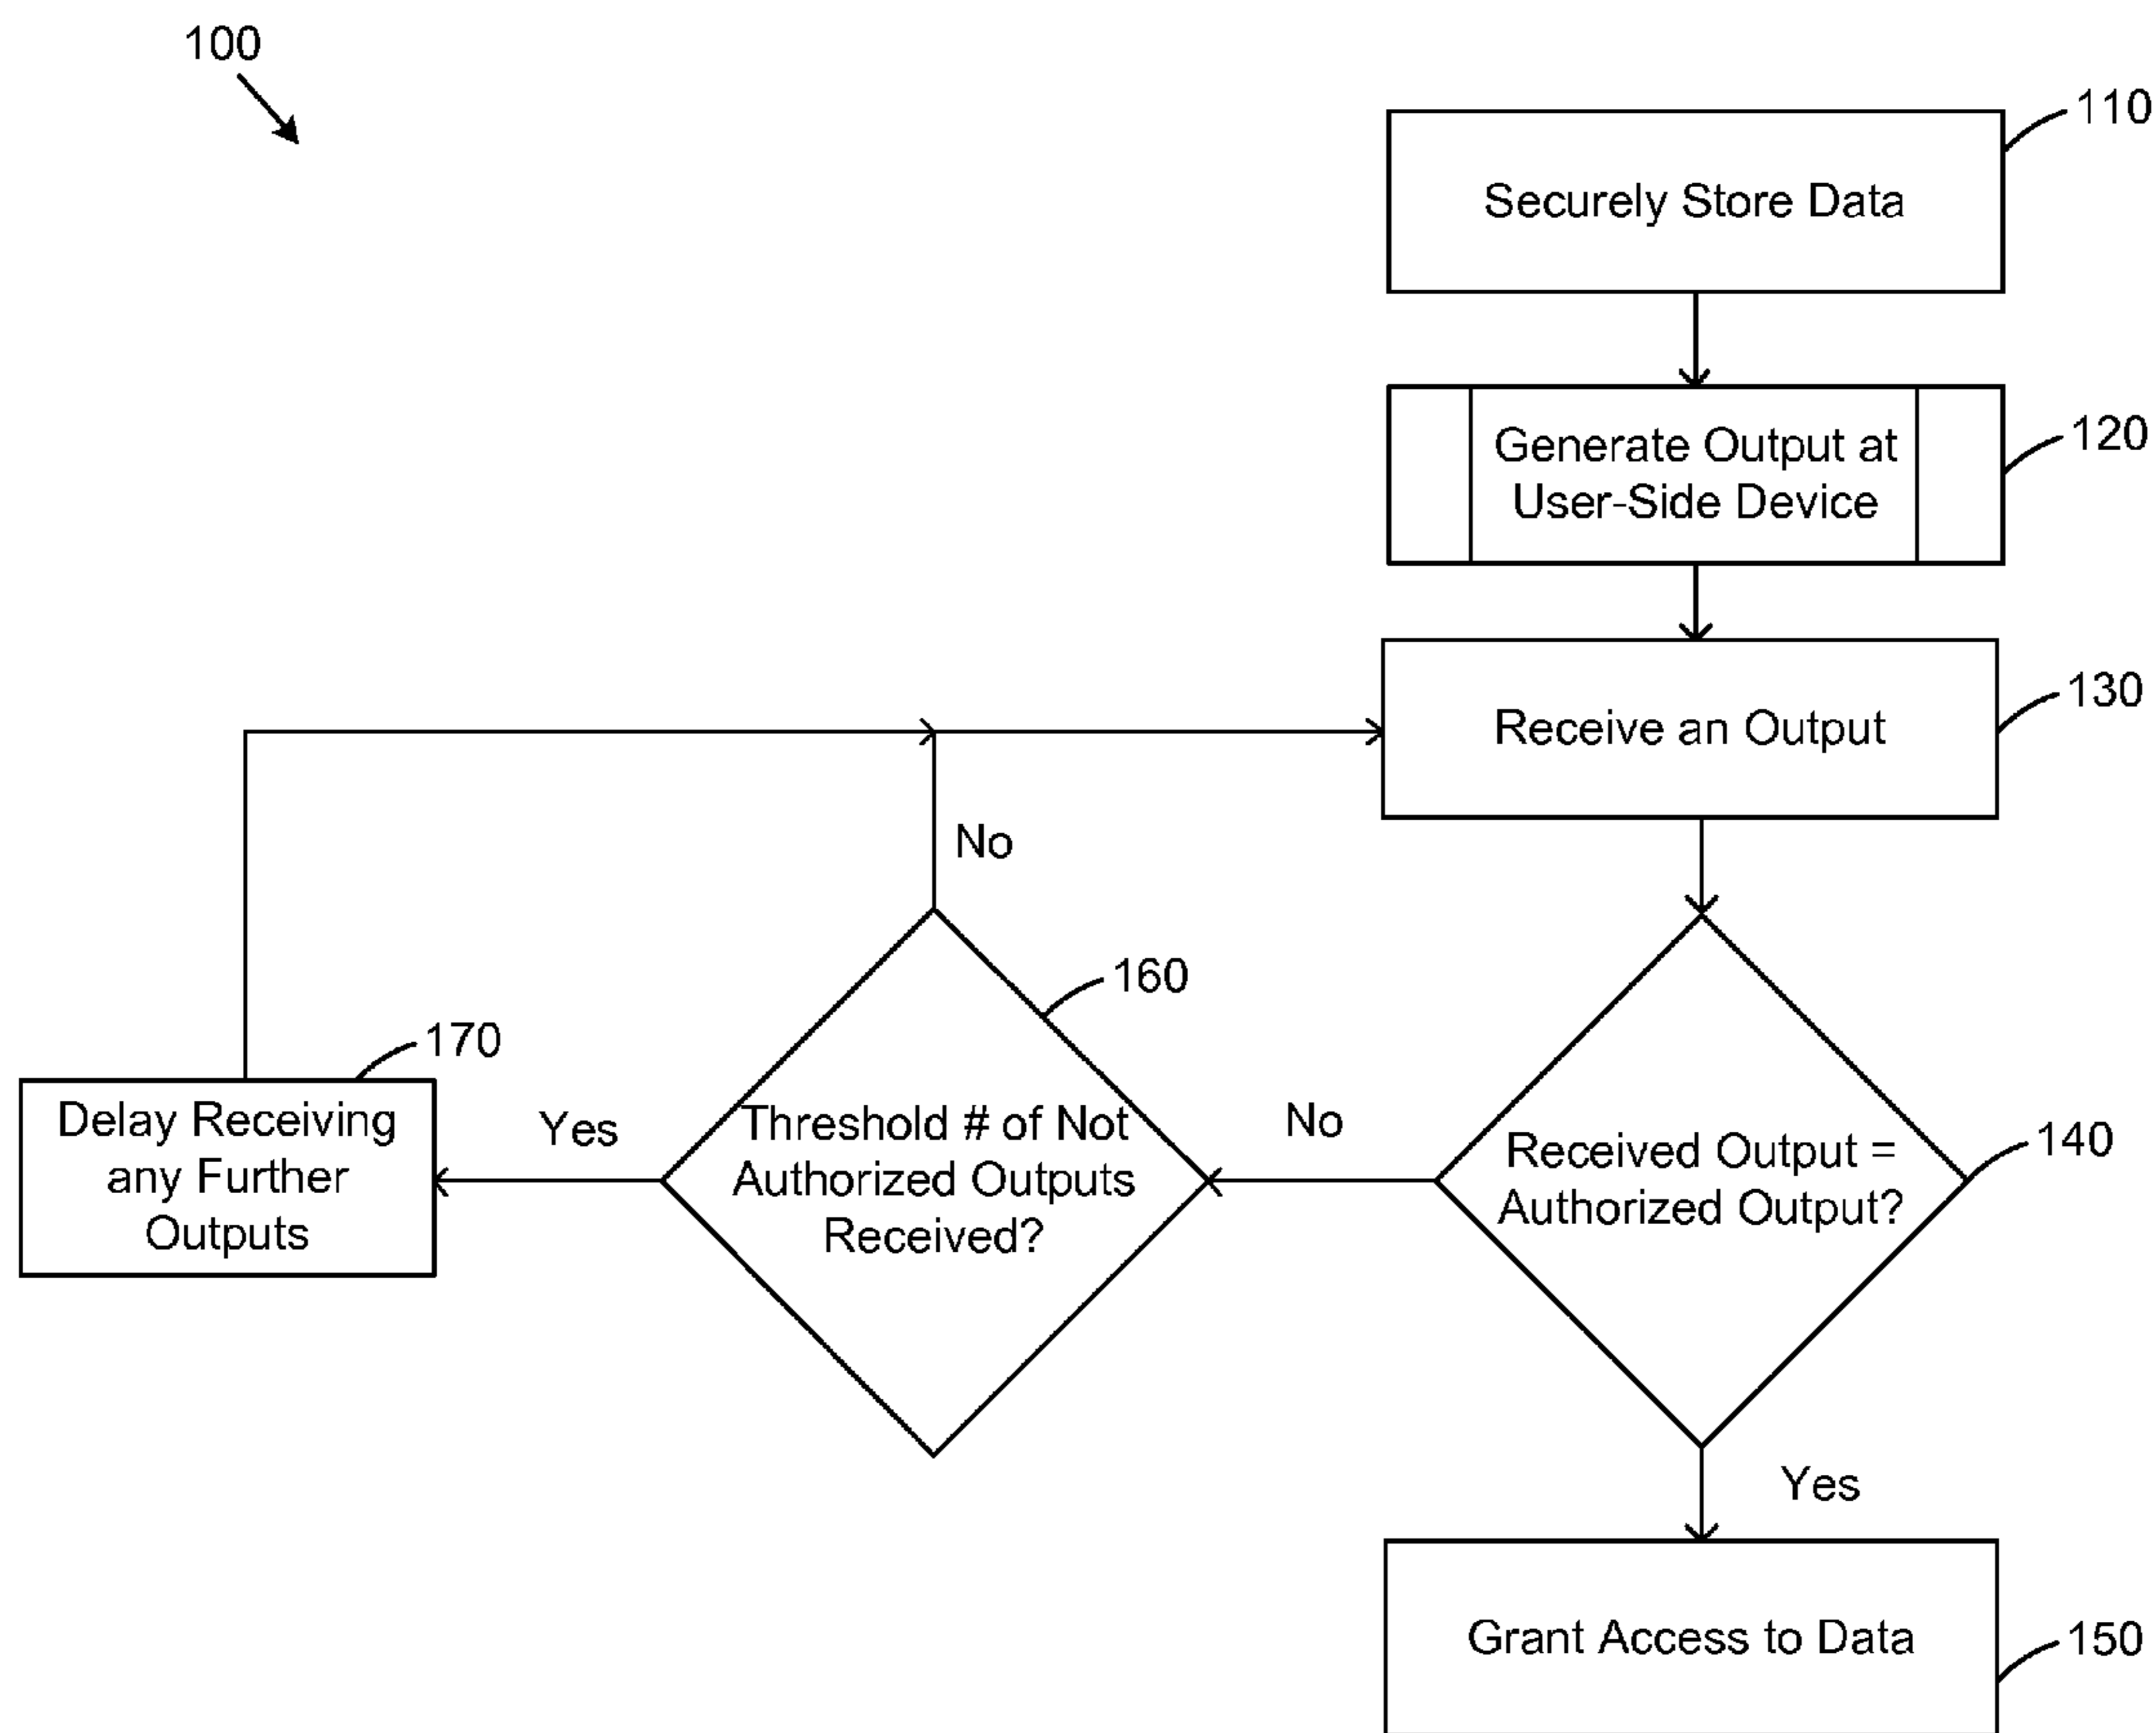 100
110
Securely Store Data
120
Generate Output at
User-Side Device
130
Receive an Output
No
160
170
Delay Receiving
any Further
Outputs
Yes
Threshold # of Not
Authorized Outputs
Received?
No
140
Received Output =
Authorized Output?
Yes
Grant Access to Data
150